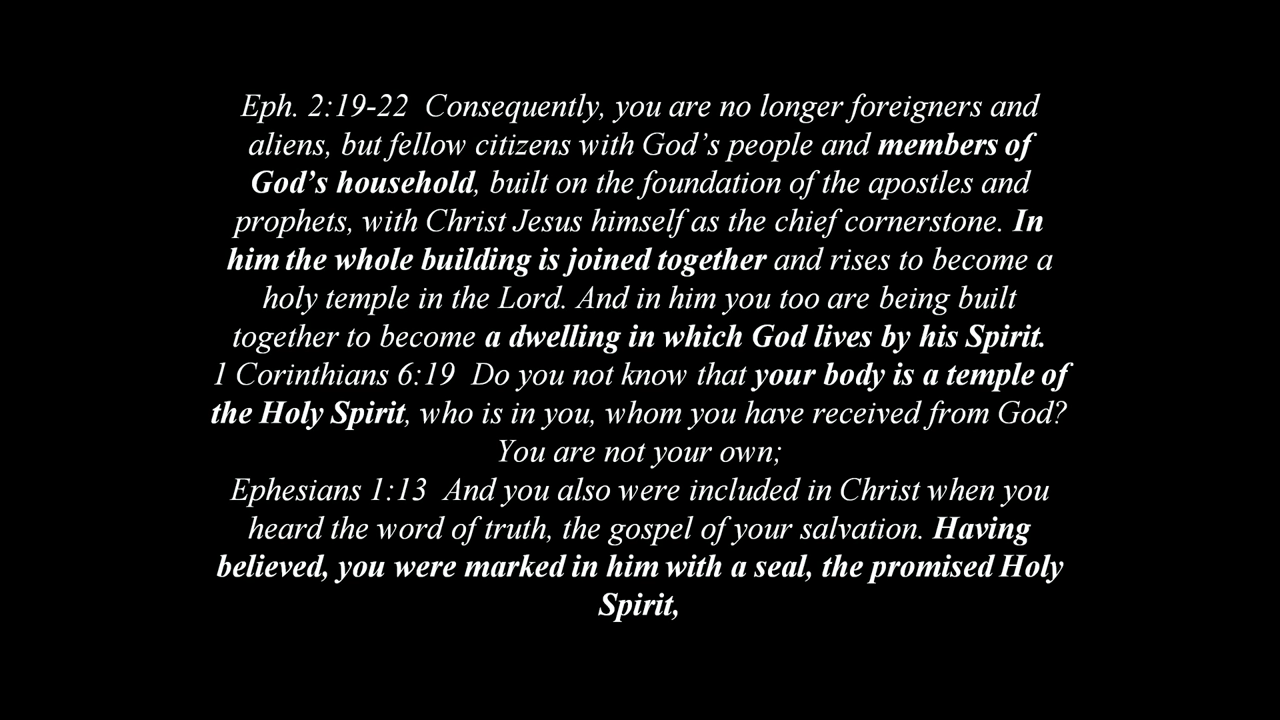 Eph. 2:19-22  Consequently, you are no longer foreigners and
aliens, but fellow citizens with God’s people and members of
God’s household, built on the foundation of the apostles and
prophets, with Christ Jesus himself as the chief cornerstone. In
him the whole building is joined together and rises to become a
holy temple in the Lord. And in him you too are being built
together to become a dwelling in which God lives by his Spirit.
1 Corinthians 6:19  Do you not know that your body is a temple of
the Holy Spirit, who is in you, whom you have received from God?
You are not your own;
Ephesians 1:13  And you also were included in Christ when you
heard the word of truth, the gospel of your salvation. Having
believed, you were marked in him with a seal, the promised Holy
Spirit,